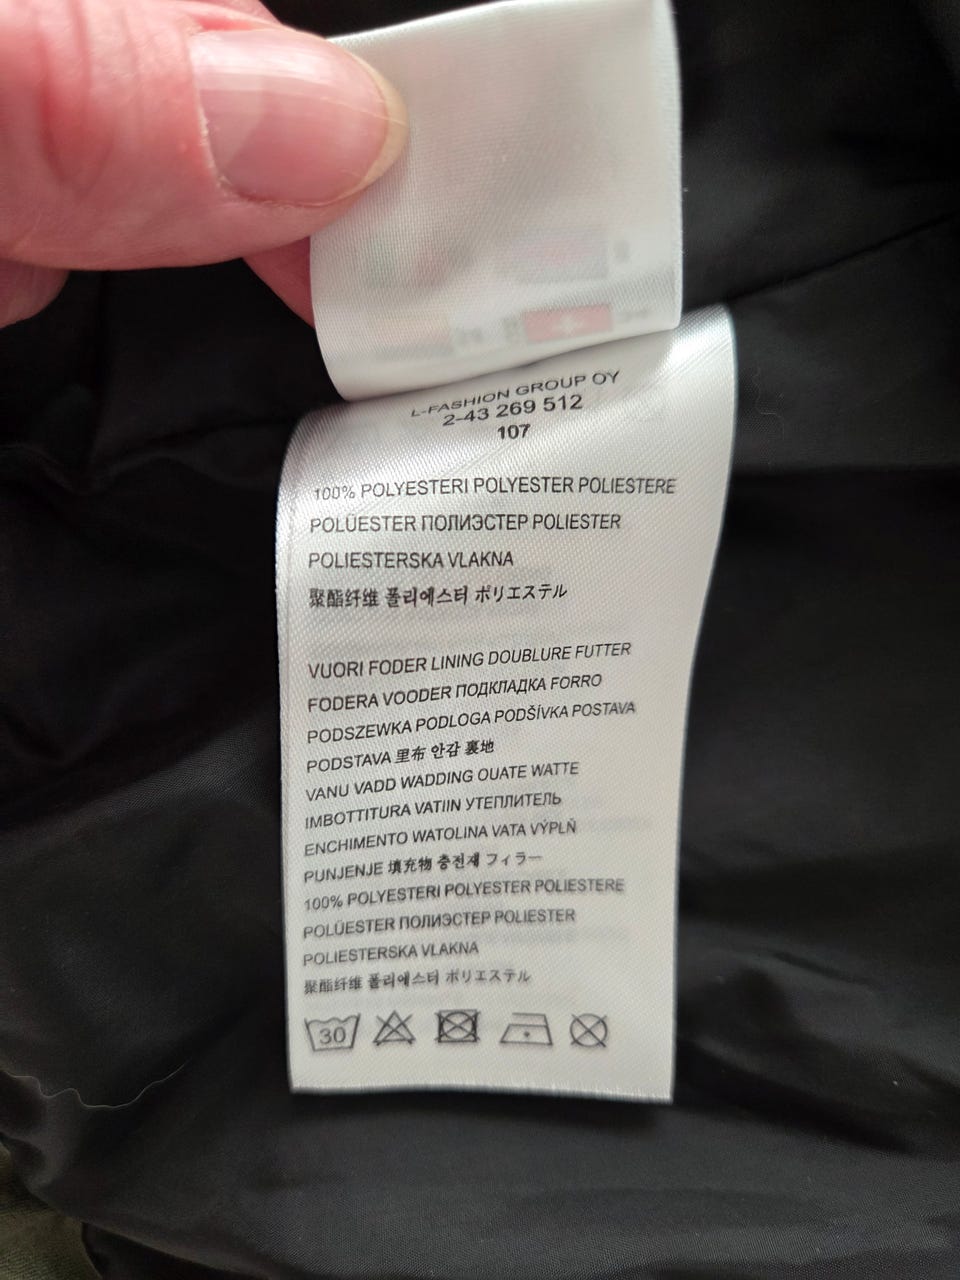 L-FASHION GROUP OY
2-43 269 512
107
100% POLYESTERI POLYESTER POLIESTERE
POLÜESTER ПОЛИЭСТЕР POLIESTER
POLIESTERSKA VLAKNA
聚酯纤维 폴리에스터 ポリエステル
VUORI FODER LINING DOUBLURE FUTTER
FODERA VOODER ПОДКЛАДКА FORRO
PODSZEWKA PODLOGA PODŠÍVKA POSTAVA
PODSTAVA 里布 안감 裏地
VANU VADD WADDING OUATE WATTE
IMBOTTITURA VATIIN УТЕПЛИТЕЛЬ
ENCHIMENTO WATOLINA VATA VÝPLŇ
PUNJENJE 填充物 충전재 フィラー
100% POLYESTERI POLYESTER POLIESTERE
POLÜESTER ПОЛИЭСТЕР POLIESTER
POLIESTERSKA VLAKNA
聚酯纤维 폴리에스터 ポリエステル
30